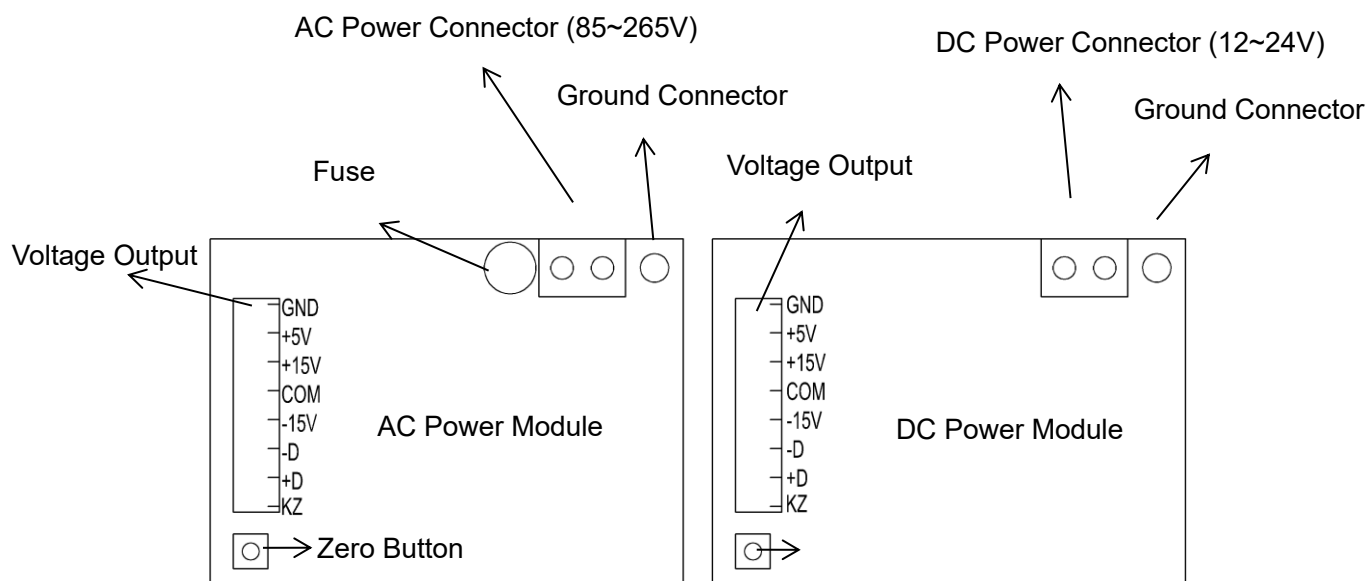 AC Power Connector (85~265V)
DC Power Connector (12~24V)
Ground Connector
Ground Connector
Fuse
Voltage Output
Voltage Output
GND
+5V
+15V
COM
-15V
-D
+D
KZ
AC Power Module
Zero Button
GND
+5V
+15V
COM
-15V
-D
+D
KZ
DC Power Module